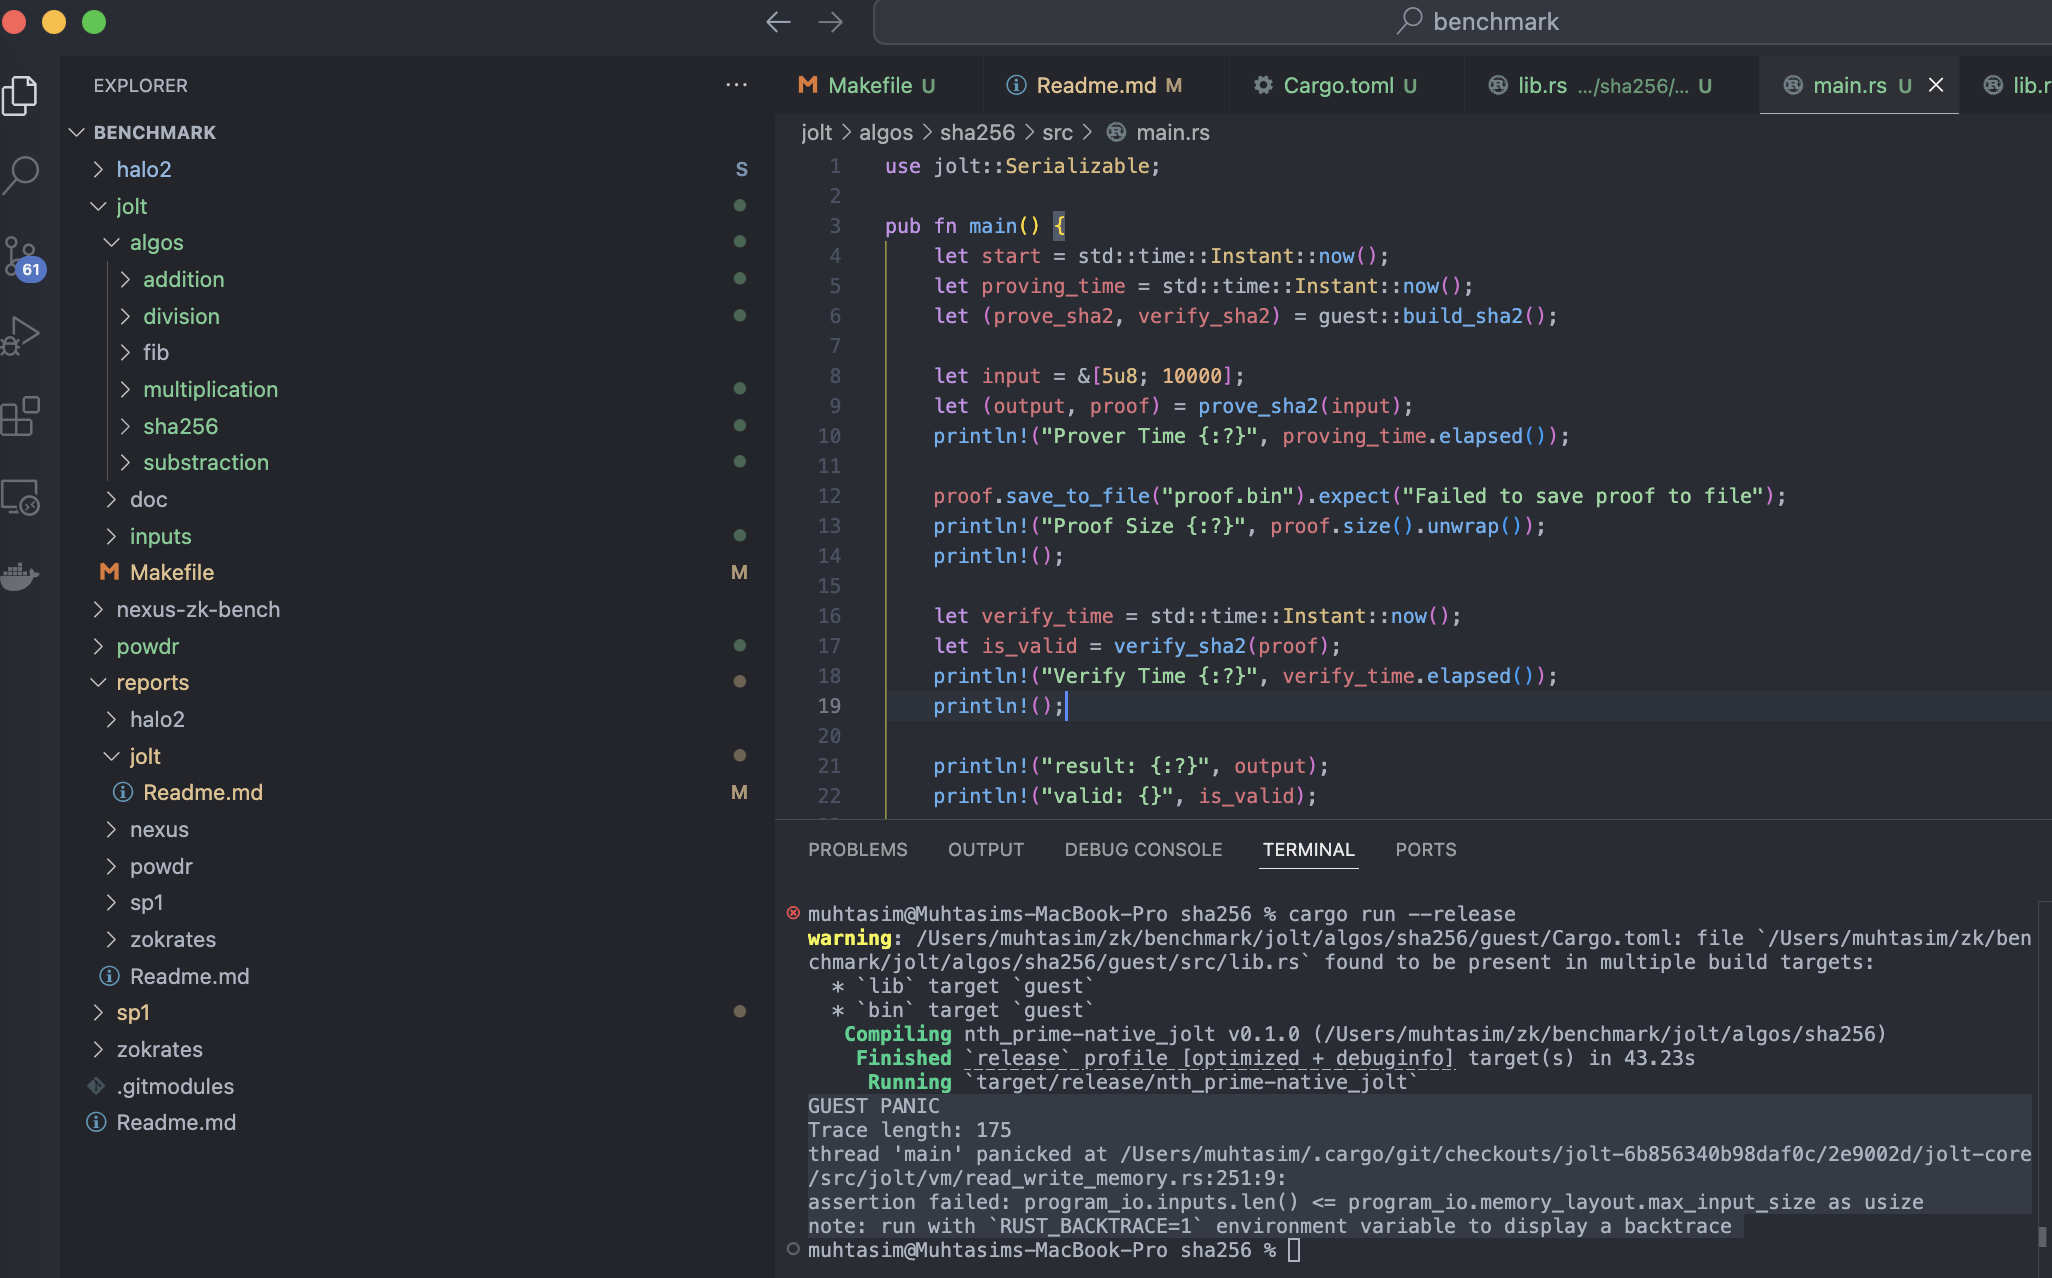 benchmark
EXPLORER
BENCHMARK
halo2 S
jolt
algos
addition
division
fib
multiplication
sha256
substraction
doc
inputs
Makefile M
nexus-zk-bench
powdr
reports
halo2
jolt
Readme.md M
nexus
powdr
sp1
zokrates
Readme.md
sp1
zokrates
.gitmodules
Readme.md
61
Makefile U Readme.md M Cargo.toml U lib.rs .../sha256/... U main.rs U lib.r
jolt > algos > sha256 > src > main.rs
1 use jolt::Serializable;
2
3 pub fn main() {
4 let start = std::time::Instant::now();
5 let proving_time = std::time::Instant::now();
6 let (prove_sha2, verify_sha2) = guest::build_sha2();
7
8 let input = &[5u8; 10000];
9 let (output, proof) = prove_sha2(input);
10 println!("Prover Time {:?}", proving_time.elapsed());
11
12 proof.save_to_file("proof.bin").expect("Failed to save proof to file");
13 println!("Proof Size {:?}", proof.size().unwrap());
14 println!();
15
16 let verify_time = std::time::Instant::now();
17 let is_valid = verify_sha2(proof);
18 println!("Verify Time {:?}", verify_time.elapsed());
19 println!();
20
21 println!("result: {:?}", output);
22 println!("valid: {}", is_valid);
PROBLEMS OUTPUT DEBUG CONSOLE TERMINAL PORTS
muhtasim@Muhtasims-MacBook-Pro sha256 % cargo run --release
warning: /Users/muhtasim/zk/benchmark/jolt/algos/sha256/guest/Cargo.toml: file `/Users/muhtasim/zk/ben
chmark/jolt/algos/sha256/guest/src/lib.rs` found to be present in multiple build targets:
* `lib` target `guest`
* `bin` target `guest`
Compiling nth_prime-native_jolt v0.1.0 (/Users/muhtasim/zk/benchmark/jolt/algos/sha256)
Finished `release` profile [optimized + debuginfo] target(s) in 43.23s
Running `target/release/nth_prime-native_jolt`
GUEST PANIC
Trace length: 175
thread 'main' panicked at /Users/muhtasim/.cargo/git/checkouts/jolt-6b856340b98daf0c/2e9002d/jolt-core
/src/jolt/vm/read_write_memory.rs:251:9:
assertion failed: program_io.inputs.len() <= program_io.memory_layout.max_input_size as usize
note: run with `RUST_BACKTRACE=1` environment variable to display a backtrace
muhtasim@Muhtasims-MacBook-Pro sha256 %